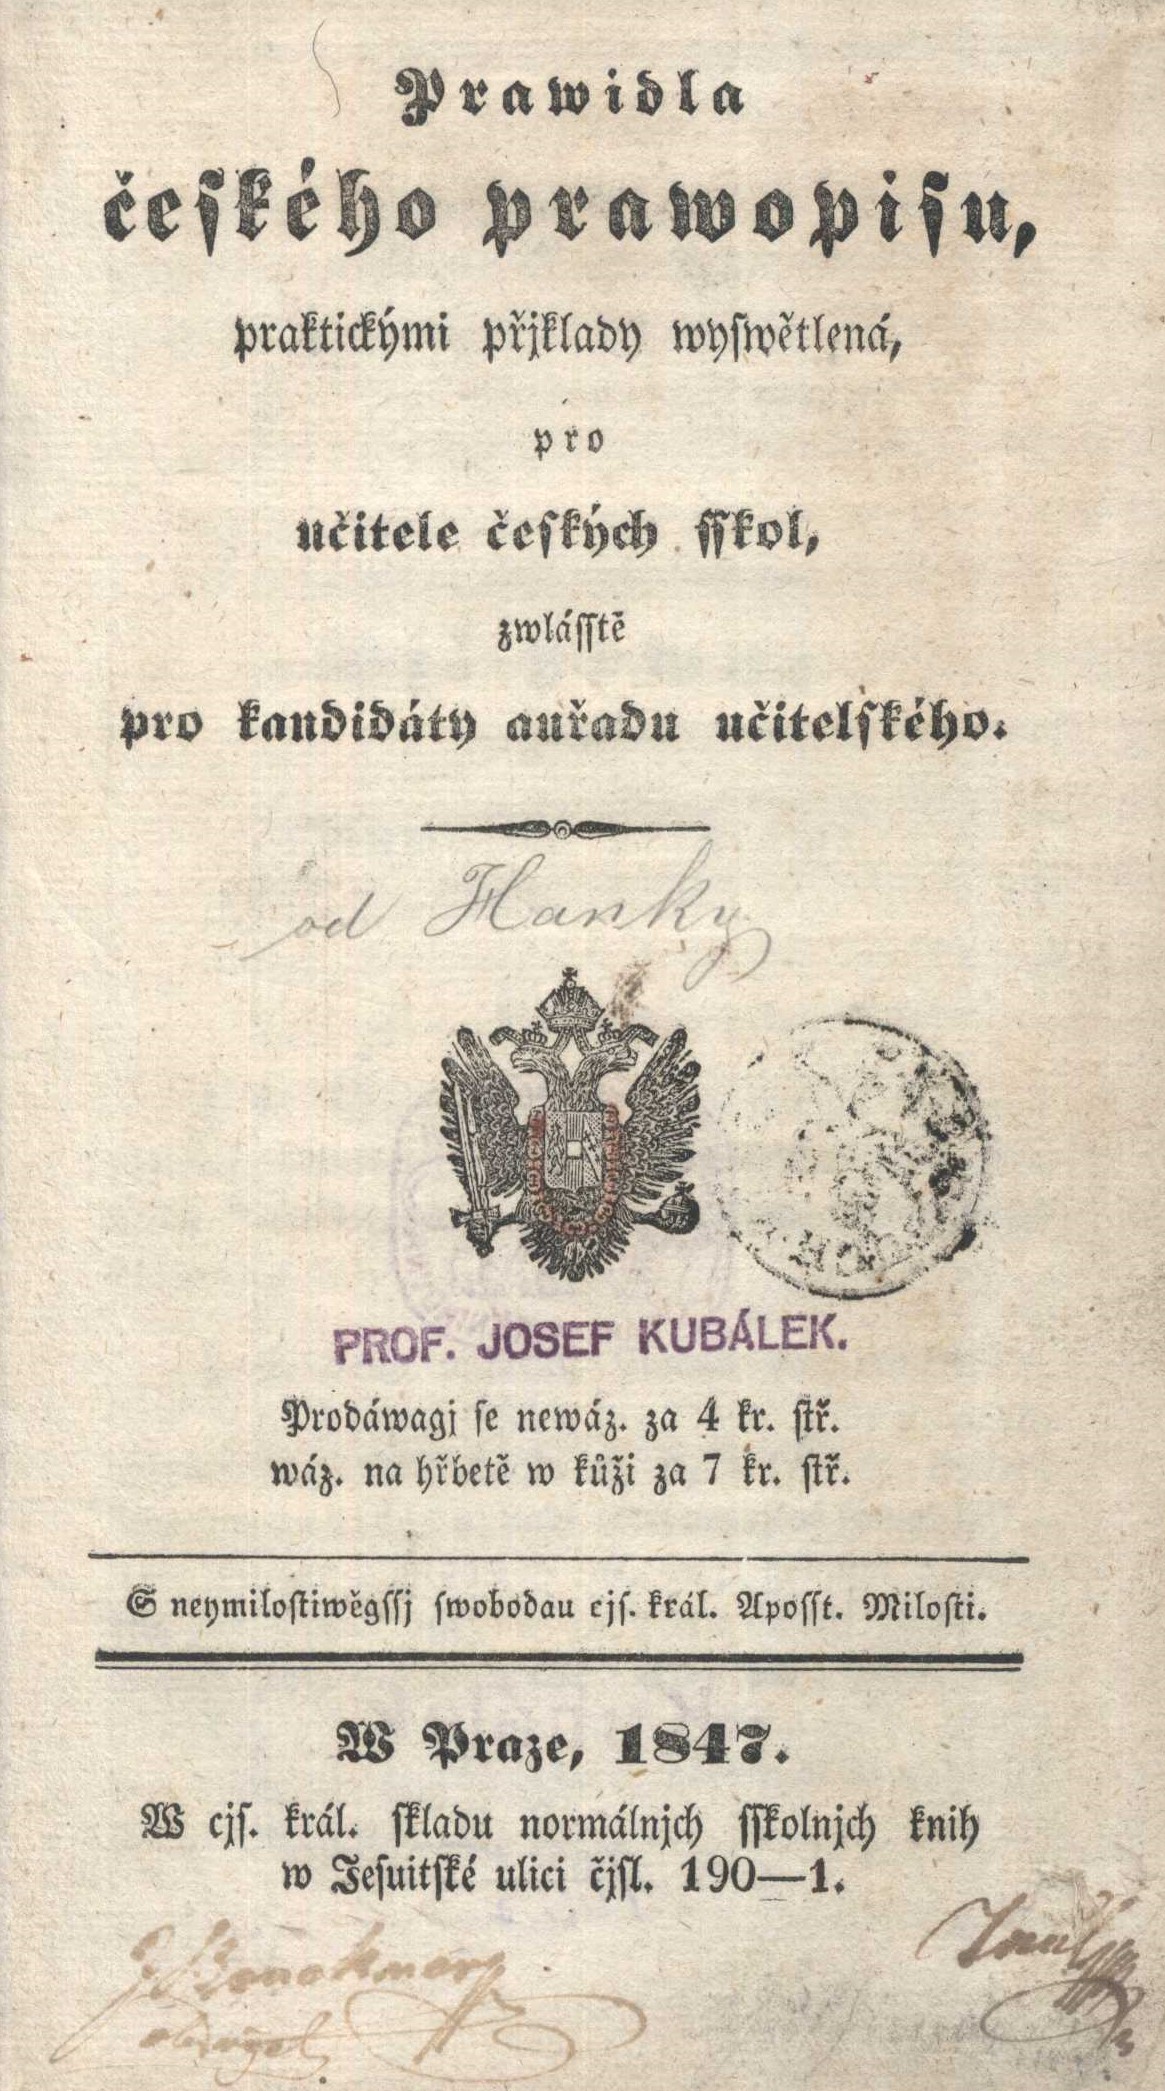 Prawidla
českého prawopisu,
praktickými přjklady wyswětlená,
pro
učitele českých sskol,
zwlásstě
pro kandidáty auřadu učitelského.
od Hanky
PROF. JOSEF KUBÁLEK.
Prodáwagj se newáz. za 4 kr. stř.
wáz. na hřbetě w kůži za 7 kr. stř.
S neymilostiwěgssj swobodau cjs. král. Aposst. Milosti.
W Praze, 1847.
W cjs. král. skladu normálnjch sskolnjch knih
w Jesuitské ulici čjsl. 190—1.